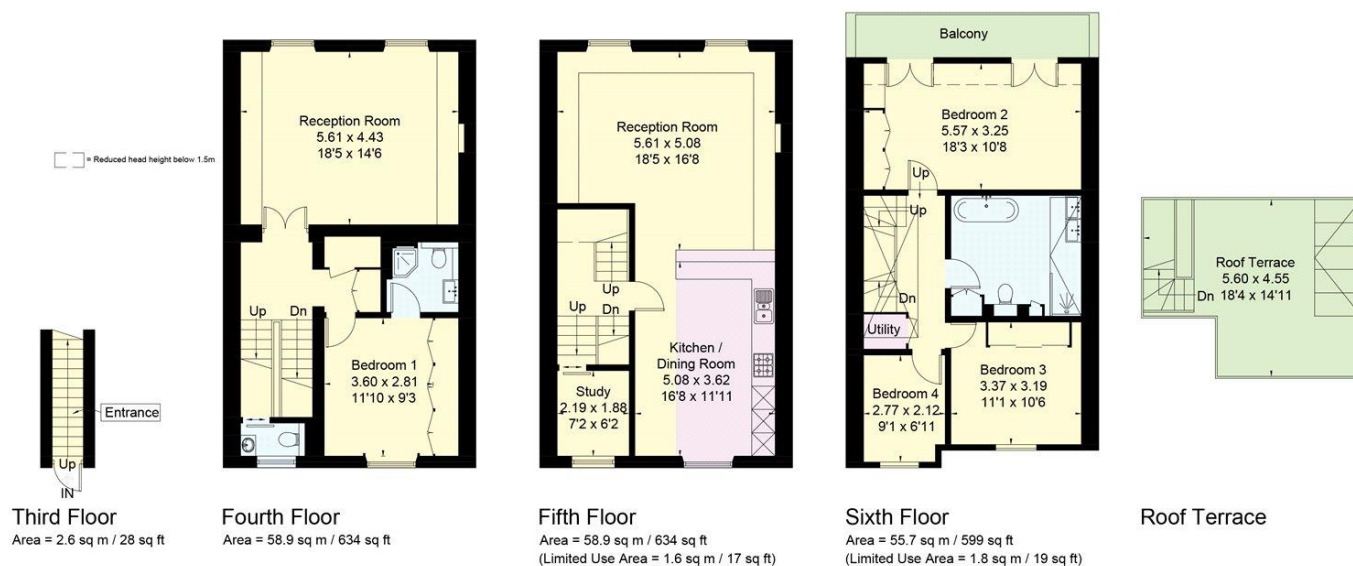 = Reduced head height below 1.5m
Up
Entrance
IN
Third Floor
Area = 2.6 sq m / 28 sq ft
Reception Room
5.61 x 4.43
18'5 x 14'6
Up
Dn
Bedroom 1
3.60 x 2.81
11'10 x 9'3
Fourth Floor
Area = 58.9 sq m / 634 sq ft
Reception Room
5.61 x 5.08
18'5 x 16'8
Up
Up
Dn
Kitchen /
Dining Room
5.08 x 3.62
16'8 x 11'11
Study
2.19 x 1.88
7'2 x 6'2
Fifth Floor
Area = 58.9 sq m / 634 sq ft
(Limited Use Area = 1.6 sq m / 17 sq ft)
Balcony
Bedroom 2
5.57 x 3.25
18'3 x 10'8
Up
Up
Dn
Utility
Bedroom 4
2.77 x 2.12
9'1 x 6'11
Bedroom 3
3.37 x 3.19
11'1 x 10'6
Sixth Floor
Area = 55.7 sq m / 599 sq ft
(Limited Use Area = 1.8 sq m / 19 sq ft)
Roof Terrace
5.60 x 4.55
18'4 x 14'11
Dn
Roof Terrace